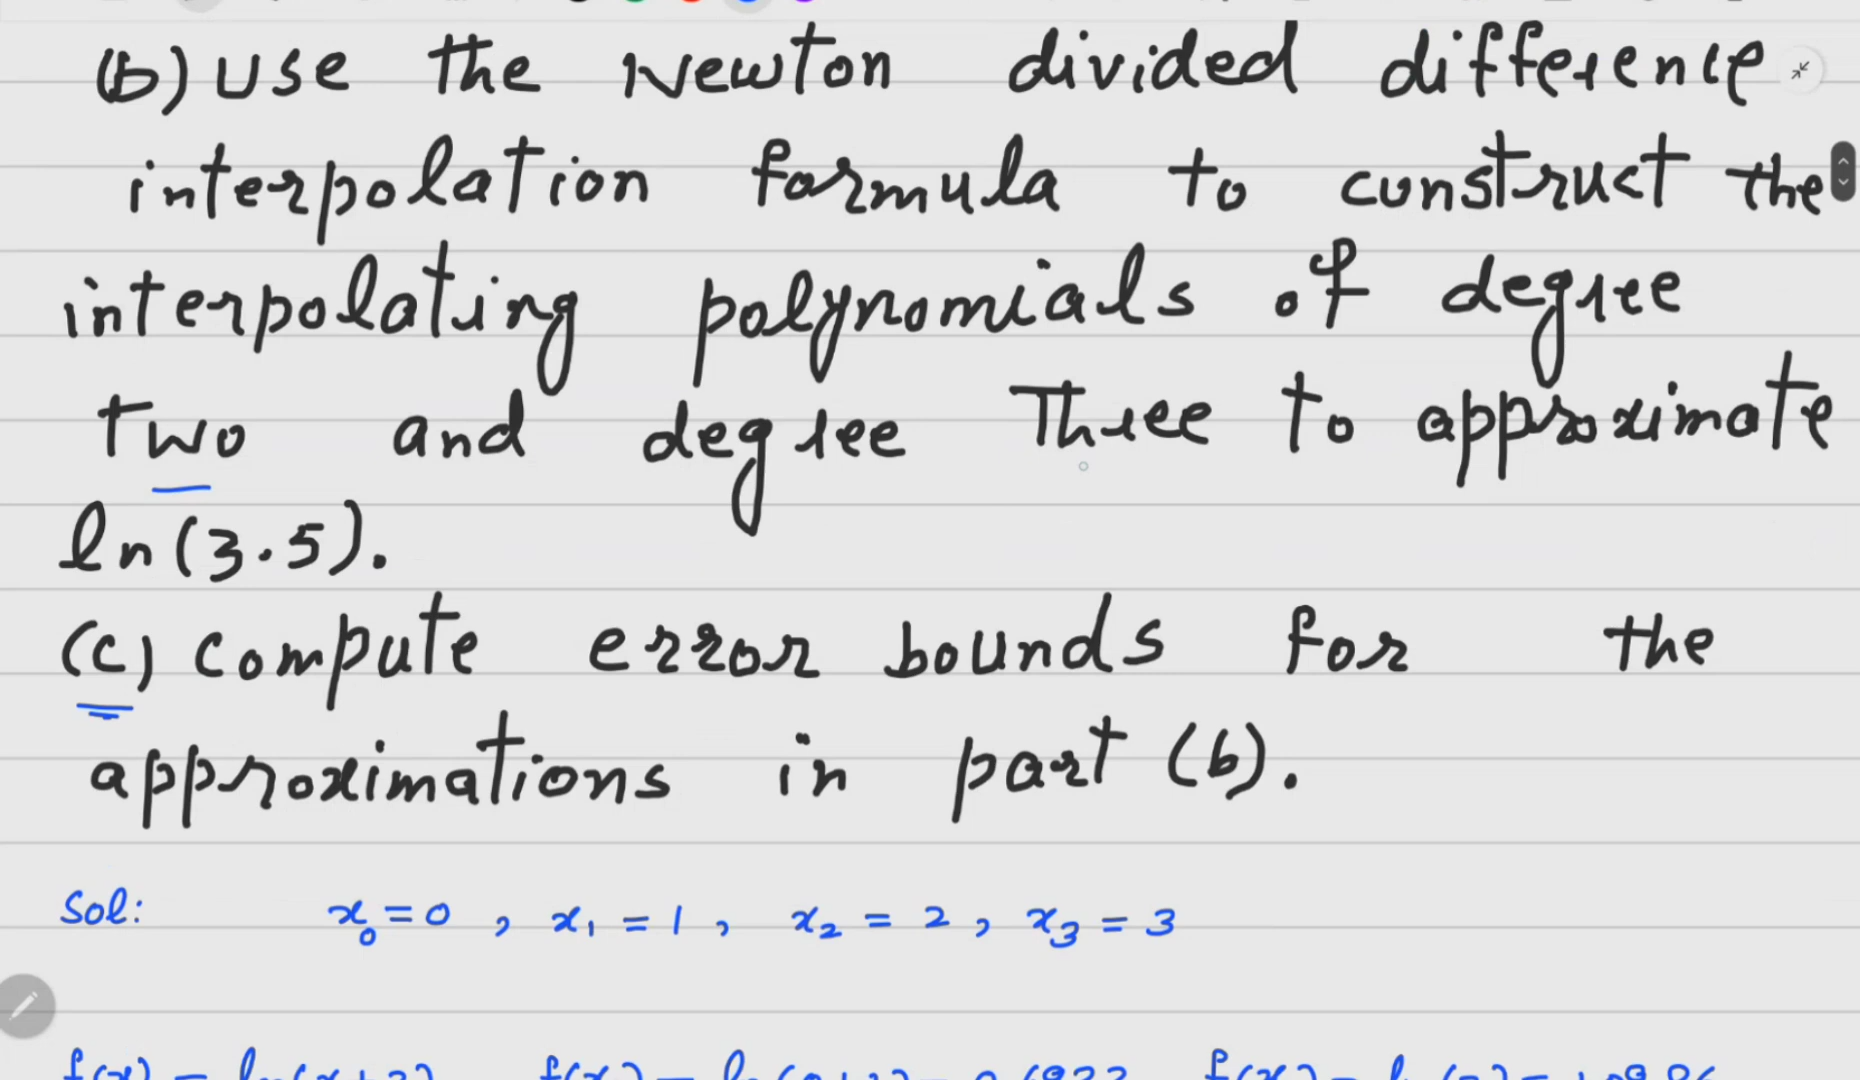 (b) Use the Newton divided difference
interpolation formula to construct the
interpolating polynomials of degree
two and degree Three to approximate
ln(3.5).
(c) compute error bounds for the
approximations in part (b).
Sol: x₀ = 0, x₁ = 1, x₂ = 2, x₃ = 3